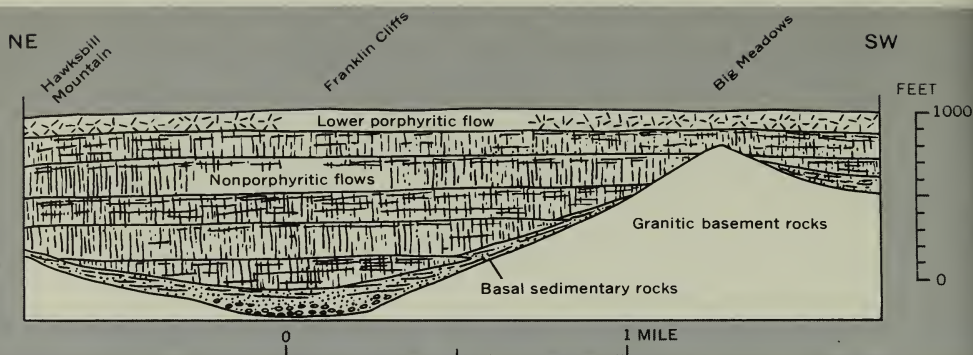 NE
SW
Hawksbill
Mountain
Franklin Cliffs
Big Meadows
FEET
1000
Lower porphyritic flow
Nonporphyritic flows
Granitic basement rocks
Basal sedimentary rocks
0
0
1 MILE